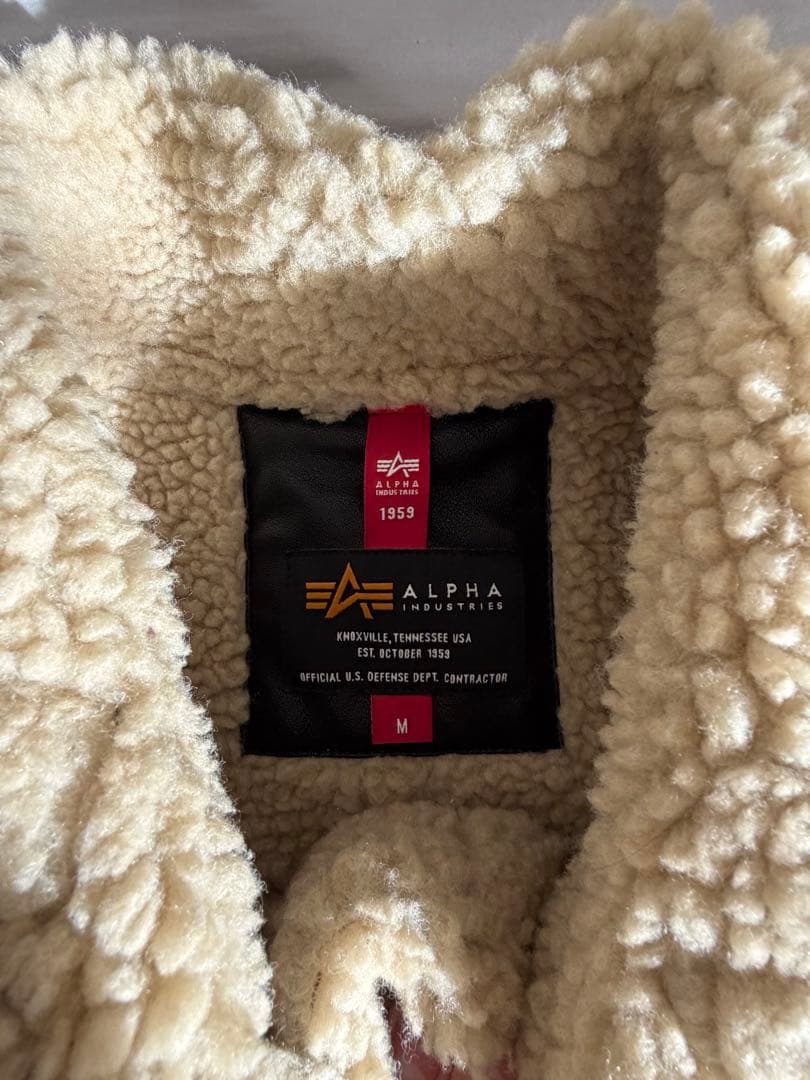 ALPHA
INDUSTRIES
1959
ALPHA
INDUSTRIES
KNOXVILLE, TENNESSEE USA
EST. OCTOBER 1959
OFFICIAL U.S. DEFENSE DEPT. CONTRACTOR
M